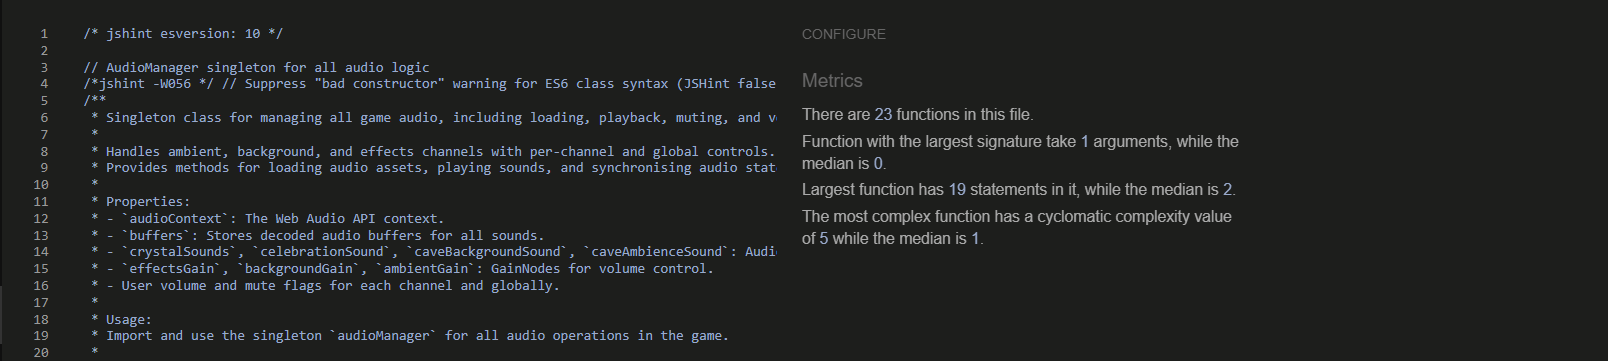 1 /* jshint esversion: 10 */
2
3 // AudioManager singleton for all audio logic
4 /*jshint -W056 */ // Suppress "bad constructor" warning for ES6 class syntax (JSHint false
5 /**
6 * Singleton class for managing all game audio, including loading, playback, muting, and
7 *
8 * Handles ambient, background, and effects channels with per-channel and global controls.
9 * Provides methods for loading audio assets, playing sounds, and synchronising audio stat
10 *
11 * Properties:
12 * - `audioContext`: The Web Audio API context.
13 * - `buffers`: Stores decoded audio buffers for all sounds.
14 * - `crystalSounds`, `celebrationSound`, `caveBackgroundSound`, `caveAmbienceSound`: Audi
15 * - `effectsGain`, `backgroundGain`, `ambientGain`: GainNodes for volume control.
16 * - User volume and mute flags for each channel and globally.
17 *
18 * Usage:
19 * Import and use the singleton `audioManager` for all audio operations in the game.
20 *
CONFIGURE
Metrics
There are 23 functions in this file.
Function with the largest signature take 1 arguments, while the
median is 0.
Largest function has 19 statements in it, while the median is 2.
The most complex function has a cyclomatic complexity value
of 5 while the median is 1.